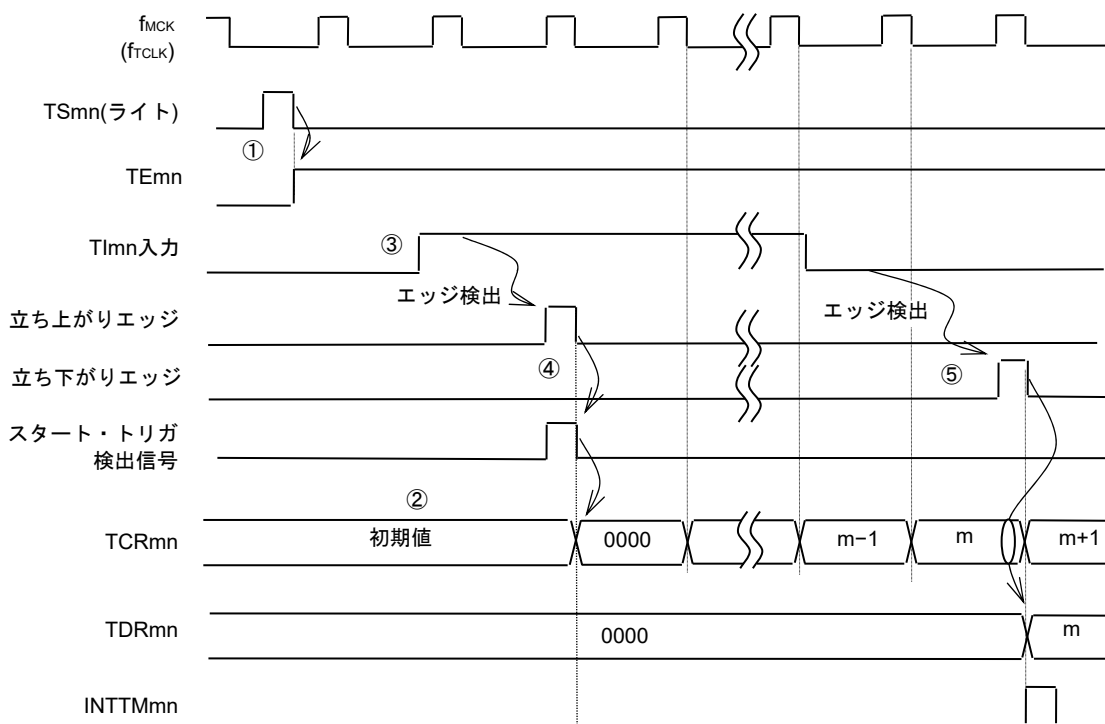 fMCK
(fTCLK)
TSmn(ライト)
①
TEmn
TImn入力
③
エッジ検出
エッジ検出
立ち上がりエッジ
④
⑤
立ち下がりエッジ
スタート・トリガ
検出信号
②
TCRmn
初期値
0000
m−1
m
m+1
TDRmn
0000
m
INTTMmn